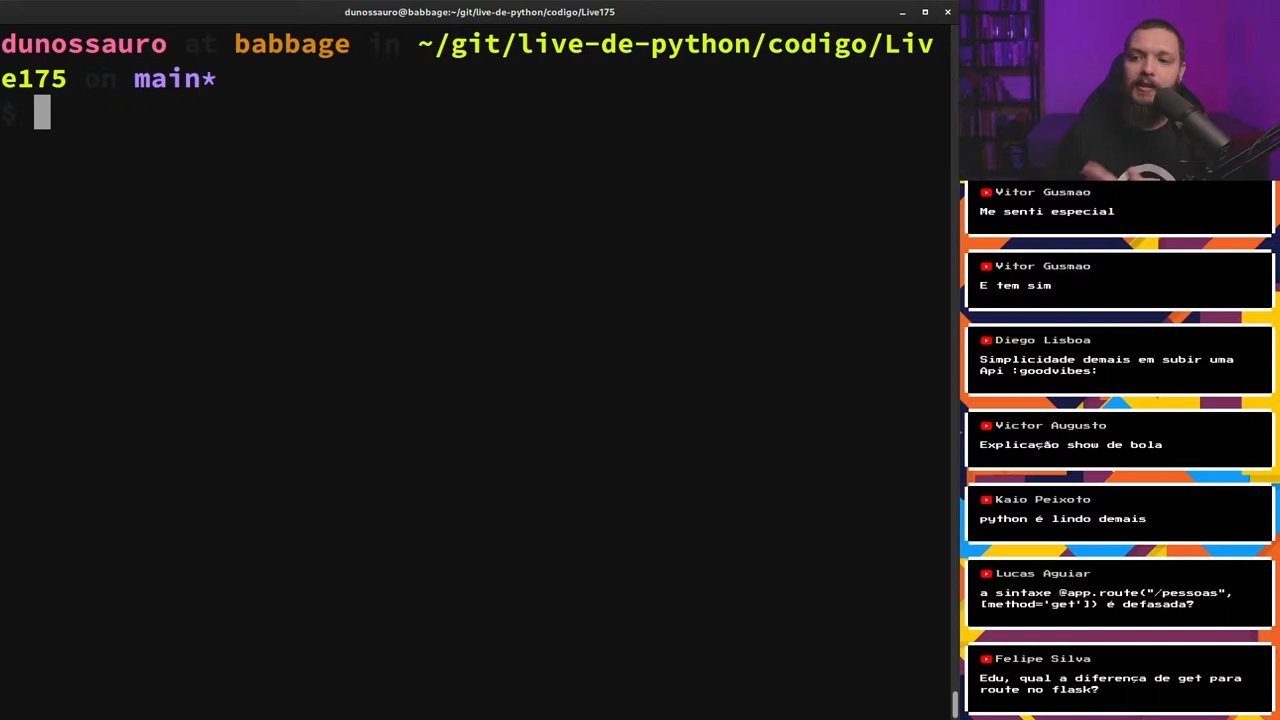 dunossauro@babbage:~/git/live-de-python/codigo/Live175
dunossauro at babbage in ~/git/live-de-python/codigo/Liv
e175 on main*
$
Vitor Gusmao
Me senti especial
Vitor Gusmao
E tem sim
Diego Lisboa
Simplicidade demais em subir uma
Api :goodvibes:
Victor Augusto
Explicação show de bola
Kaio Peixoto
python é lindo demais
Lucas Aguiar
a sintaxe @app.route("/pessoas",
[method='get']) é defasada?
Felipe Silva
Edu, qual a diferença de get para
route no flask?